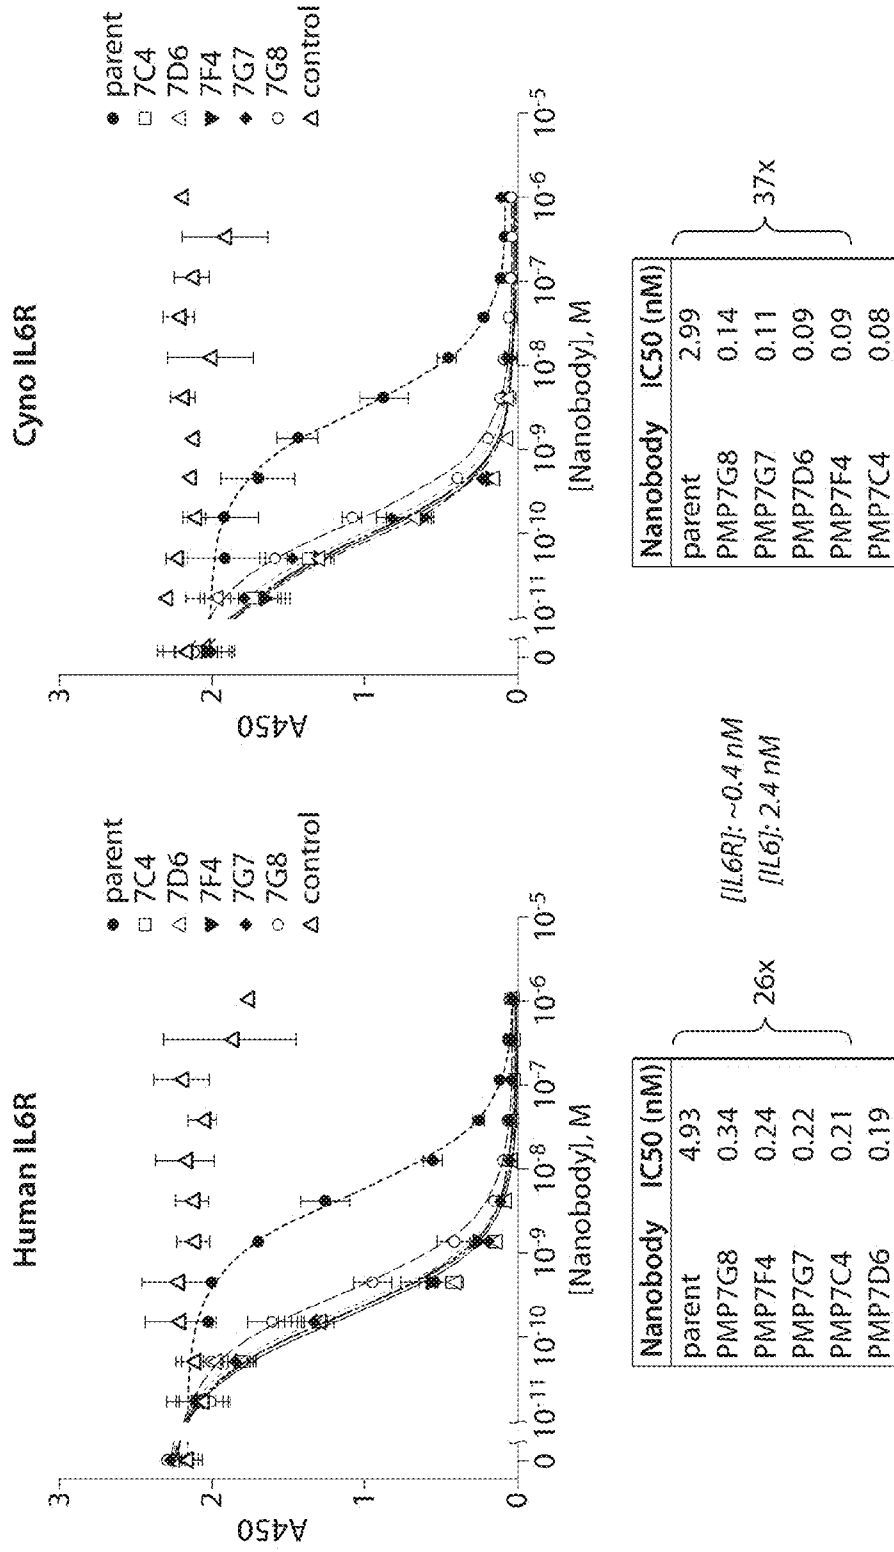 Human IL6R
A450
3
2
1
0
0 10-11 10-10 10-9 10-8 10-7 10-6 10-5
[Nanobody], M
parent
7C4
7D6
7F4
7G7
7G8
control
Nanobody IC50 (nM)
parent 4.93
PMP7G8 0.34
PMP7F4 0.24
PMP7G7 0.22
PMP7C4 0.21
PMP7D6 0.19
26x
[IL6R]: ~0.4 nM
[IL6]: 2.4 nM
Cyno IL6R
A450
3
2
1
0
0 10-11 10-10 10-9 10-8 10-7 10-6 10-5
[Nanobody], M
parent
7C4
7D6
7F4
7G7
7G8
control
Nanobody IC50 (nM)
parent 2.99
PMP7G8 0.14
PMP7G7 0.11
PMP7D6 0.09
PMP7F4 0.09
PMP7C4 0.08
37x